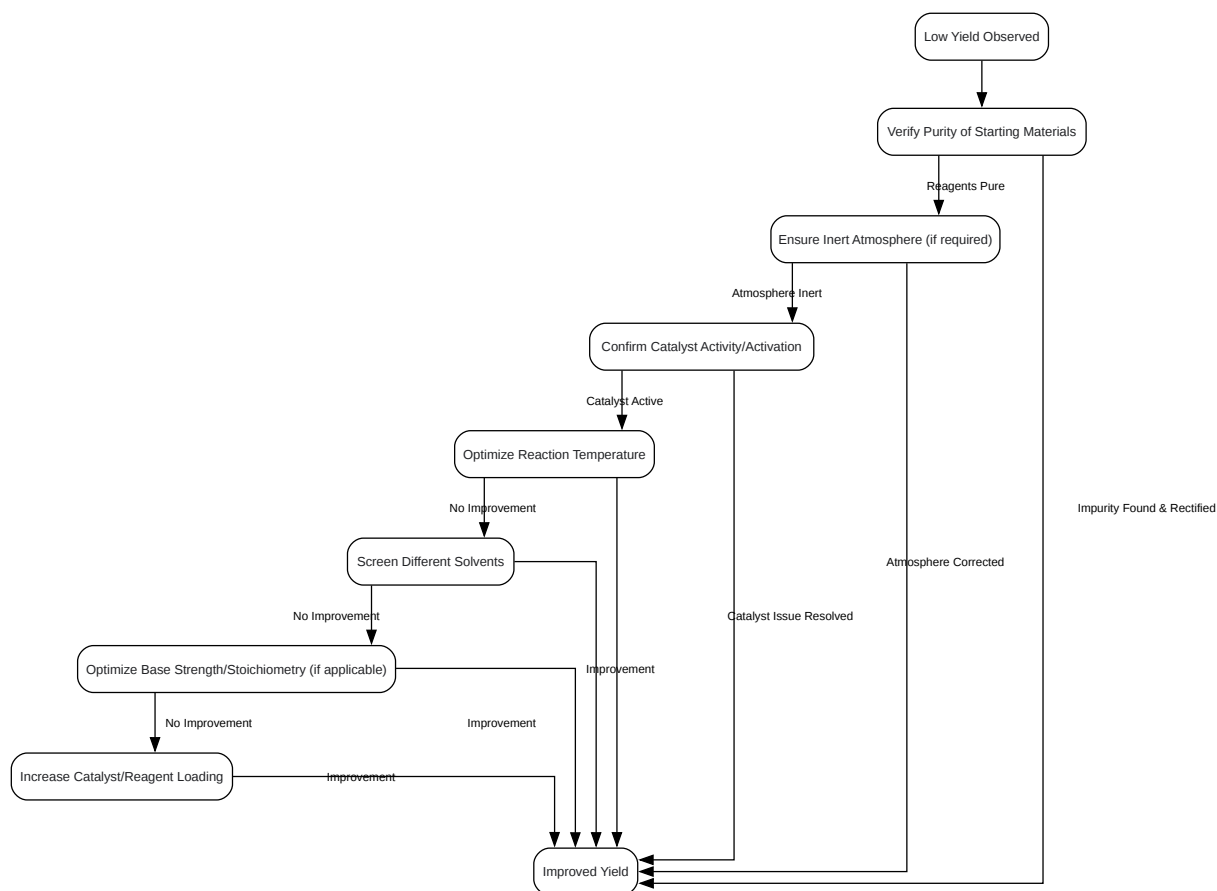 Low Yield Observed
Verify Purity of Starting Materials
Reagents Pure
Ensure Inert Atmosphere (if required)
Atmosphere Inert
Confirm Catalyst Activity/Activation
Catalyst Active
Optimize Reaction Temperature
No Improvement
Impurity Found & Rectified
Screen Different Solvents
Atmosphere Corrected
No Improvement
Catalyst Issue Resolved
Optimize Base Strength/Stoichiometry (if applicable)
Improvement
No Improvement
Improvement
Increase Catalyst/Reagent Loading
Improvement
Improved Yield